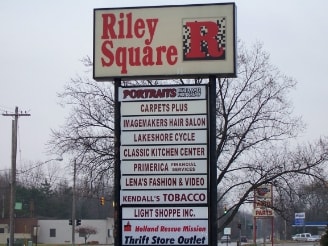 Riley
Square
R
PORTRAITS
CARPETS PLUS
IMAGEMAKERS HAIR SALON
LAKESHORE CYCLE
CLASSIC KITCHEN CENTER
PRIMERICA FINANCIAL SERVICES
LENA'S FASHION & VIDEO
KENDALL'S TOBACCO
LIGHT SHOPPE INC.
Holland Rescue Mission
Thrift Store Outlet
PARTS